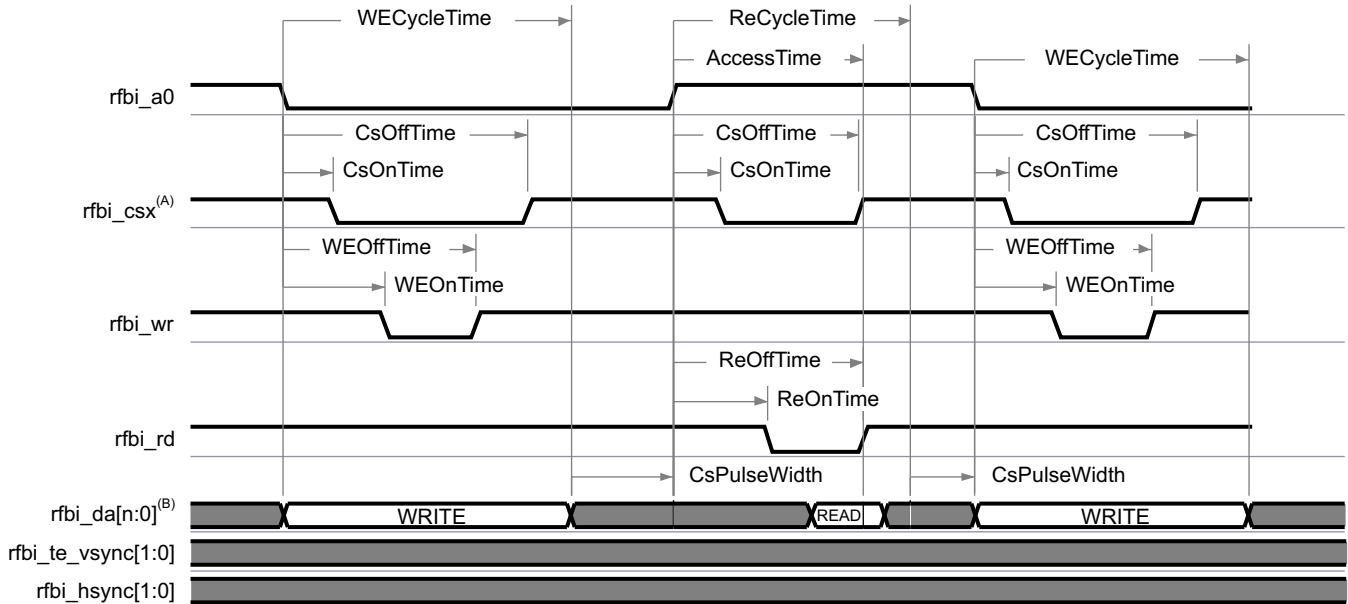 WECycleTime ReCycleTime
AccessTime WECycleTime
rfbi_a0
CsOffTime CsOffTime CsOffTime
CsOnTime CsOnTime CsOnTime
rfbi_csx(A)
WEOffTime WEOffTime
WEOnTime WEOnTime
rfbi_wr
ReOffTime
ReOnTime
rfbi_rd
CsPulseWidth CsPulseWidth
rfbi_da[n:0](B) WRITE READ WRITE
rfbi_te_vsync[1:0]
rfbi_hsync[1:0]